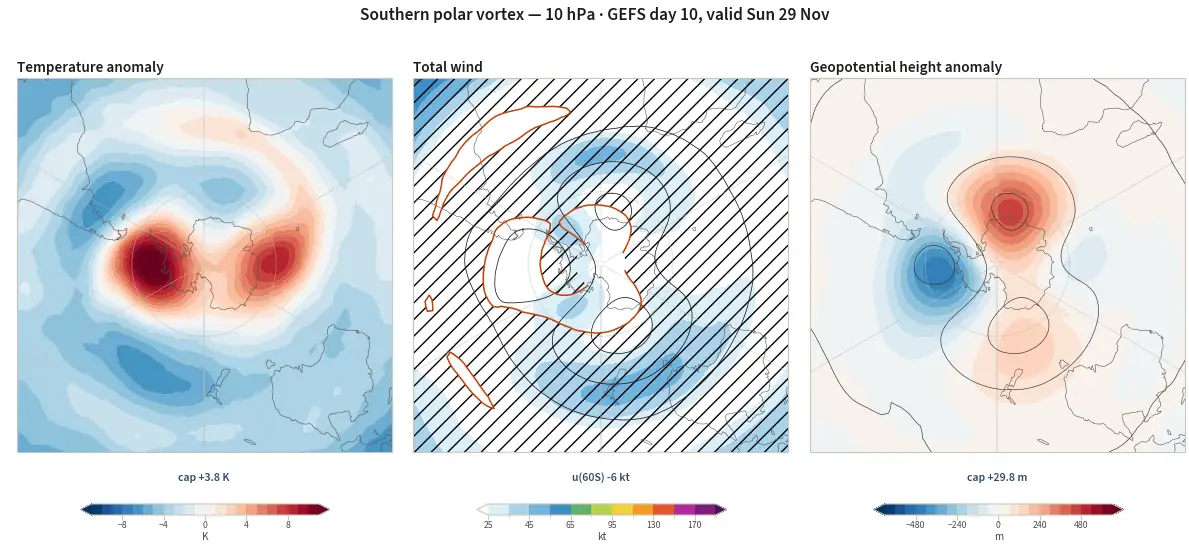 Southern polar vortex — 10 hPa · GEFS day 10, valid Sun 29 Nov
Temperature anomaly
Total wind
Geopotential height anomaly
cap +3.8 K
u(60S) -6 kt
cap +29.8 m
−8 −4 0 4 8
K
25 45 65 95 130 170
kt
−480 −240 0 240 480
m